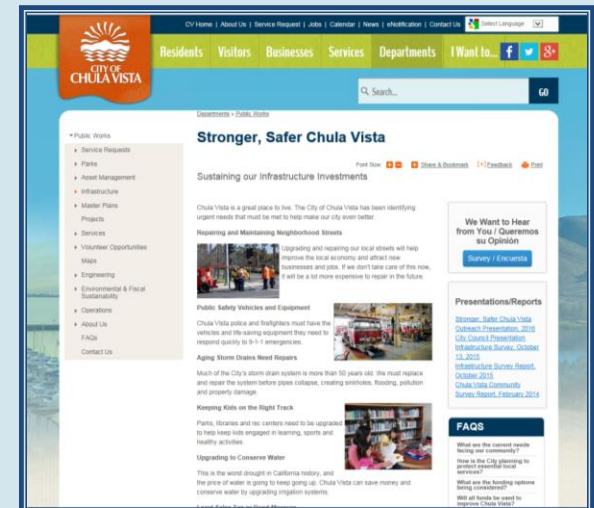 CV Home | About Us | Service Request | Jobs | Calendar | News | eNotification | Contact Us
Select Language
CITY OF
CHULA VISTA
Residents Visitors Businesses Services Departments I Want to...
Search...
GO
Departments » Public Works
Public Works
Service Requests
Parks
Asset Management
Infrastructure
Master Plans
Projects
Services
Volunteer Opportunities
Maps
Engineering
Environmental & Fiscal
Sustainability
Operations
About Us
FAQs
Contact Us
Stronger, Safer Chula Vista
Font Size: Share & Bookmark [+] Feedback Print
Sustaining our Infrastructure Investments
Chula Vista is a great place to live. The City of Chula Vista has been identifying
urgent needs that must be met to help make our city even better.
Repairing and Maintaining Neighborhood Streets
Upgrading and repairing our local streets will help
improve the local economy and attract new
businesses and jobs. If we don't take care of this now,
it will be a lot more expensive to repair in the future.
Public Safety Vehicles and Equipment
Chula Vista police and firefighters must have the
vehicles and life-saving equipment they need to
respond quickly to 9-1-1 emergencies.
Aging Storm Drains Need Repairs
Much of the City's storm drain system is more than 50 years old. We must replace
and repair the system before pipes collapse, creating sinkholes, flooding, pollution
and property damage.
Keeping Kids on the Right Track
Parks, libraries and rec centers need to be upgraded
to help keep kids engaged in learning, sports and
healthy activities.
Upgrading to Conserve Water
This is the worst drought in California history, and
the price of water is going to keep going up. Chula Vista can save money and
conserve water by upgrading irrigation systems.
We Want to Hear
from You / Queremos
su Opinión
Survey / Encuesta
Presentations/Reports
Stronger, Safer Chula Vista
Outreach Presentation, 2016
City Council Presentation
Infrastructure Survey, October
13, 2015
Infrastructure Survey Report,
October 2015
Chula Vista Community
Survey Report, February 2014
FAQS
What are the current needs
facing our community?
How is the City planning to
protect essential local
services?
What are the funding options
being considered?
Will all funds be used to
improve Chula Vista?